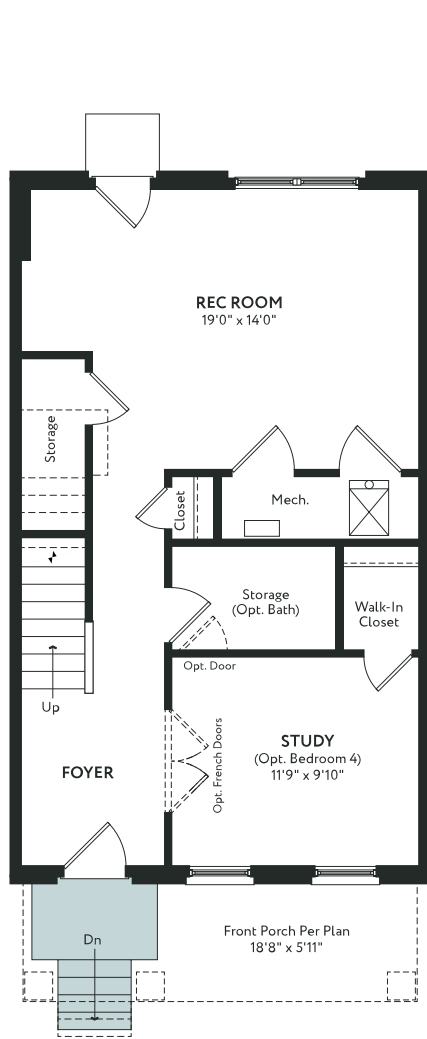 REC ROOM
19'0" x 14'0"
Storage
Closet
Mech.
Storage
(Opt. Bath)
Walk-In
Closet
Opt. Door
Up
STUDY
(Opt. Bedroom 4)
11'9" x 9'10"
Opt. French Doors
FOYER
Front Porch Per Plan
18'8" x 5'11"
Dn